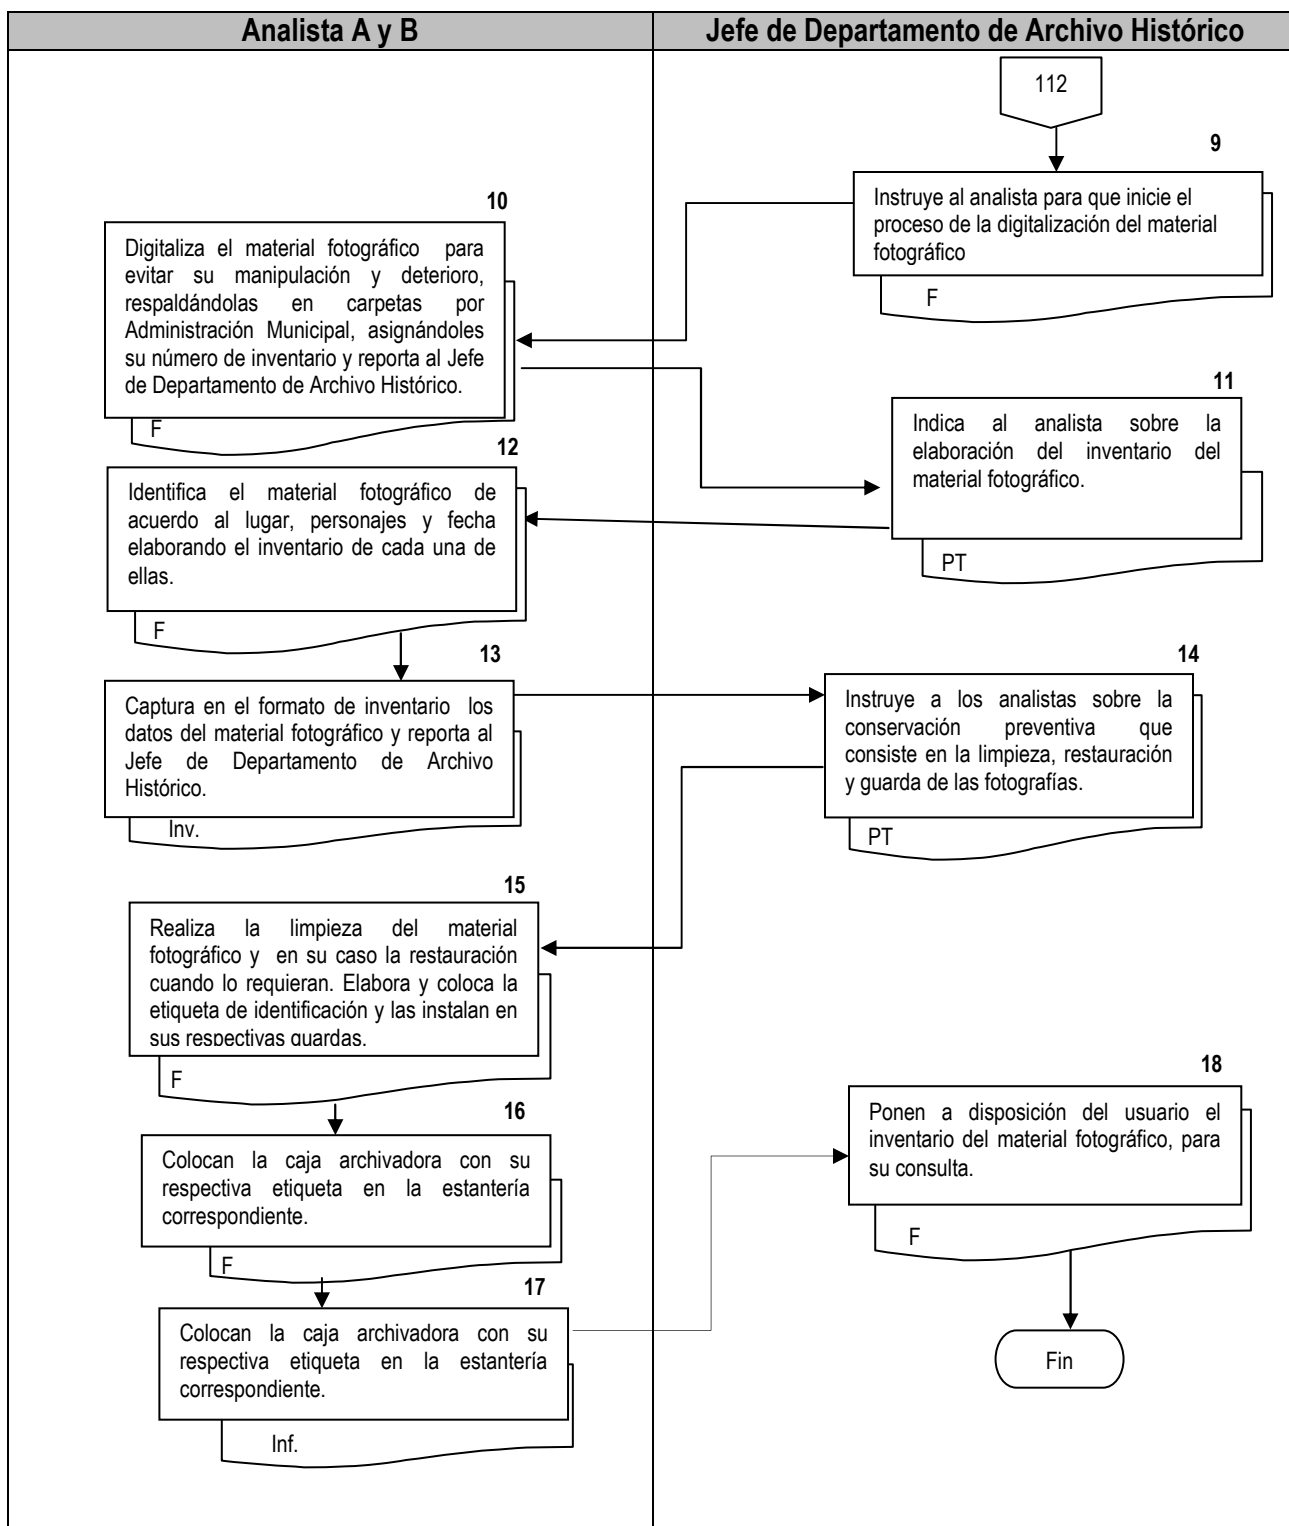 Analista A y B
Jefe de Departamento de Archivo Histórico
112
9
Instruye al analista para que inicie el
proceso de la digitalización del material
fotográfico
F
10
Digitaliza el material fotográfico para
evitar su manipulación y deterioro,
respaldándolas en carpetas por
Administración Municipal, asignándoles
su número de inventario y reporta al Jefe
de Departamento de Archivo Histórico.
F
11
Indica al analista sobre la
elaboración del inventario del
material fotográfico.
PT
12
Identifica el material fotográfico de
acuerdo al lugar, personajes y fecha
elaborando el inventario de cada una de
ellas.
F
13
Captura en el formato de inventario los
datos del material fotográfico y reporta al
Jefe de Departamento de Archivo
Histórico.
Inv.
14
Instruye a los analistas sobre la
conservación preventiva que
consiste en la limpieza, restauración
y guarda de las fotografías.
PT
15
Realiza la limpieza del material
fotográfico y en su caso la restauración
cuando lo requieran. Elabora y coloca la
etiqueta de identificación y las instalan en
sus respectivas guardas.
F
16
Colocan la caja archivadora con su
respectiva etiqueta en la estantería
correspondiente.
F
17
Colocan la caja archivadora con su
respectiva etiqueta en la estantería
correspondiente.
Inf.
18
Ponen a disposición del usuario el
inventario del material fotográfico, para
su consulta.
F
Fin